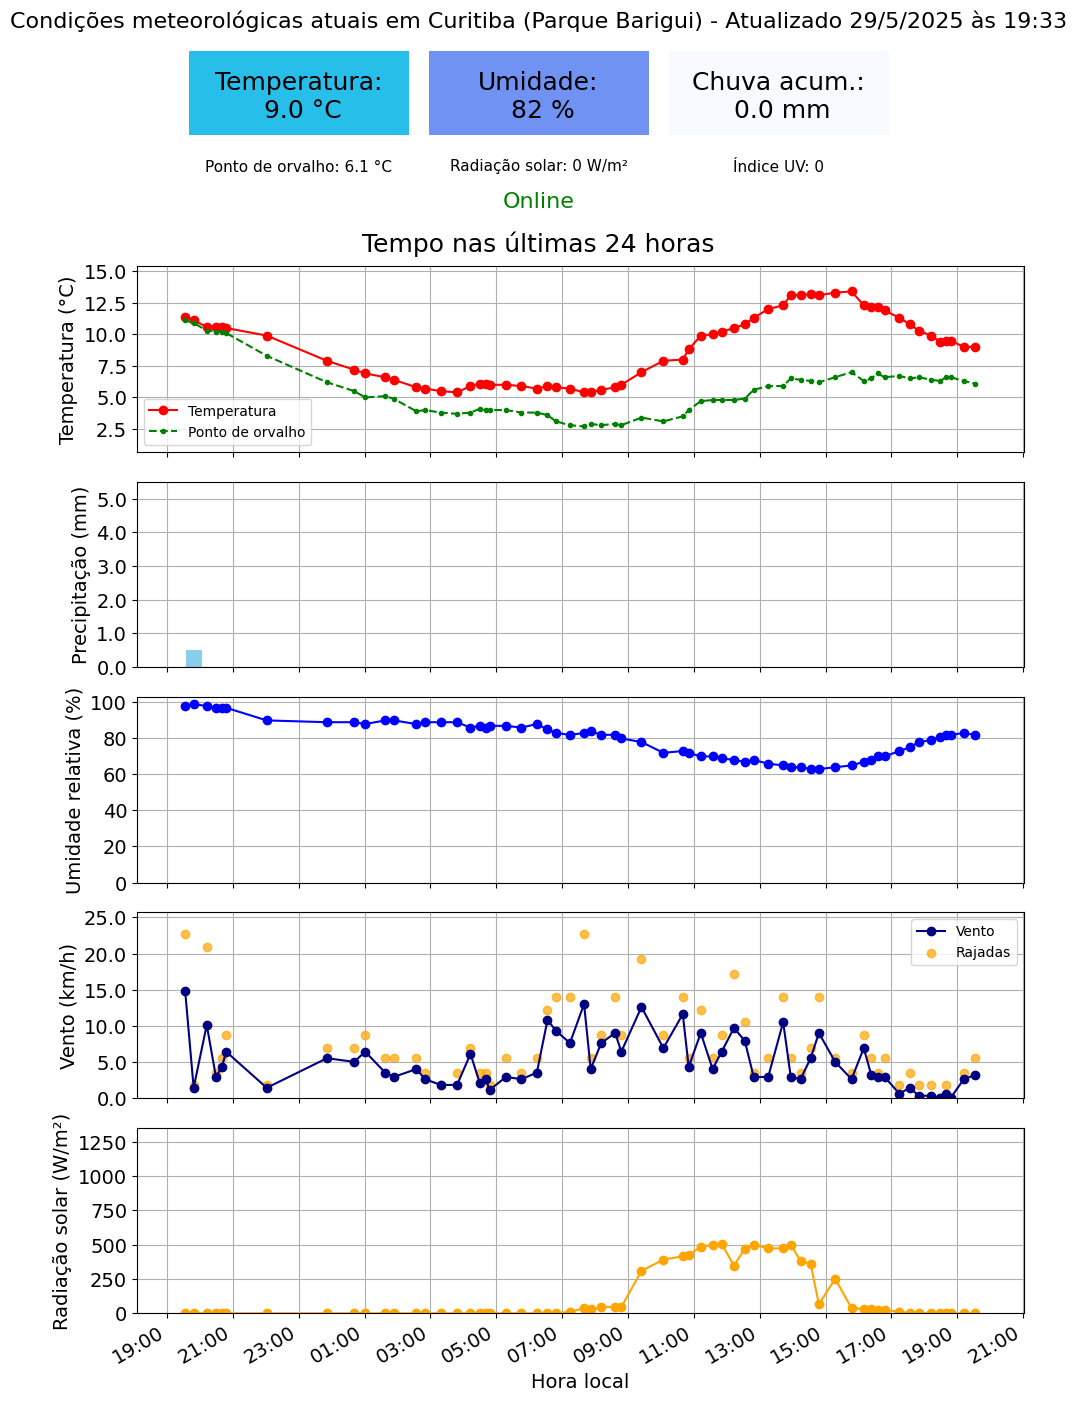 Condições meteorológicas atuais em Curitiba (Parque Barigui) - Atualizado 29/5/2025 às 19:33
Temperatura:
9.0 °C
Umidade:
82 %
Chuva acum.:
0.0 mm
Ponto de orvalho: 6.1 °C
Radiação solar: 0 W/m²
Índice UV: 0
Online
Tempo nas últimas 24 horas
Temperatura (°C)
15.0
12.5
10.0
7.5
5.0
2.5
Temperatura
Ponto de orvalho
Precipitação (mm)
5.0
4.0
3.0
2.0
1.0
0.0
Umidade relativa (%)
100
80
60
40
20
0
Vento (km/h)
25.0
20.0
15.0
10.0
5.0
0.0
Vento
Rajadas
Radiação solar (W/m²)
1250
1000
750
500
250
0
19:00
21:00
23:00
01:00
03:00
05:00
07:00
09:00
11:00
13:00
15:00
17:00
19:00
21:00
Hora local